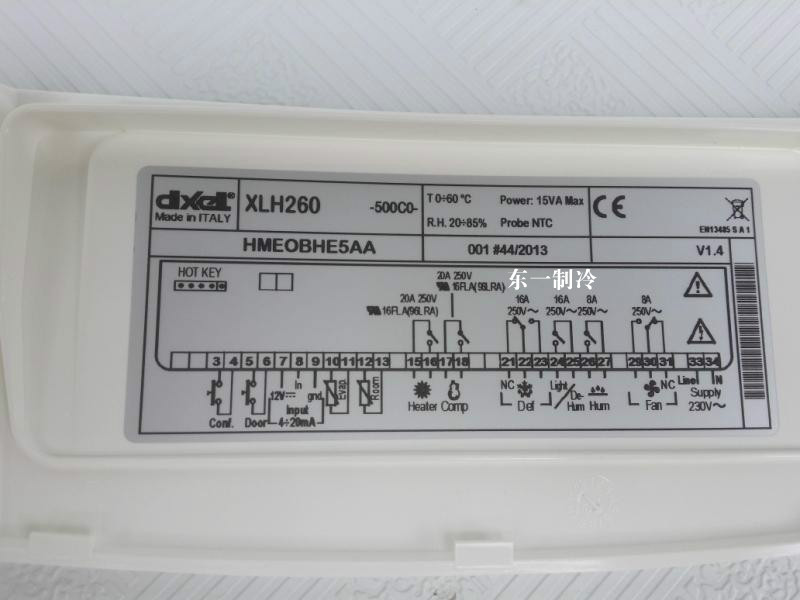 dixell® XLH260 -500C0- T 0÷60 °C Power: 15VA Max CE
Made in ITALY R.H. 20÷85% Probe NTC EN13485 S A 1
HMEOBHE5AA 001 #44/2013 V1.4
东一制冷
HOT KEY
20A 250V
16FLA(96LRA)
20A 250V
16FLA(96LRA)
16A 16A 8A 8A
250V～ 250V～ 250V～ 250V～
3 4 5 6 7 8 9 10 11 12 13 15 16 17 18 21 22 23 24 25 26 27 29 30 31 33 34
Conf.
Door
12V
In
gnd
Input
4÷20mA
Evap.
Room
Heater Comp
NC
Def
Light
De-
Hum
Hum
NC
Fan
Line N
Supply
230V～